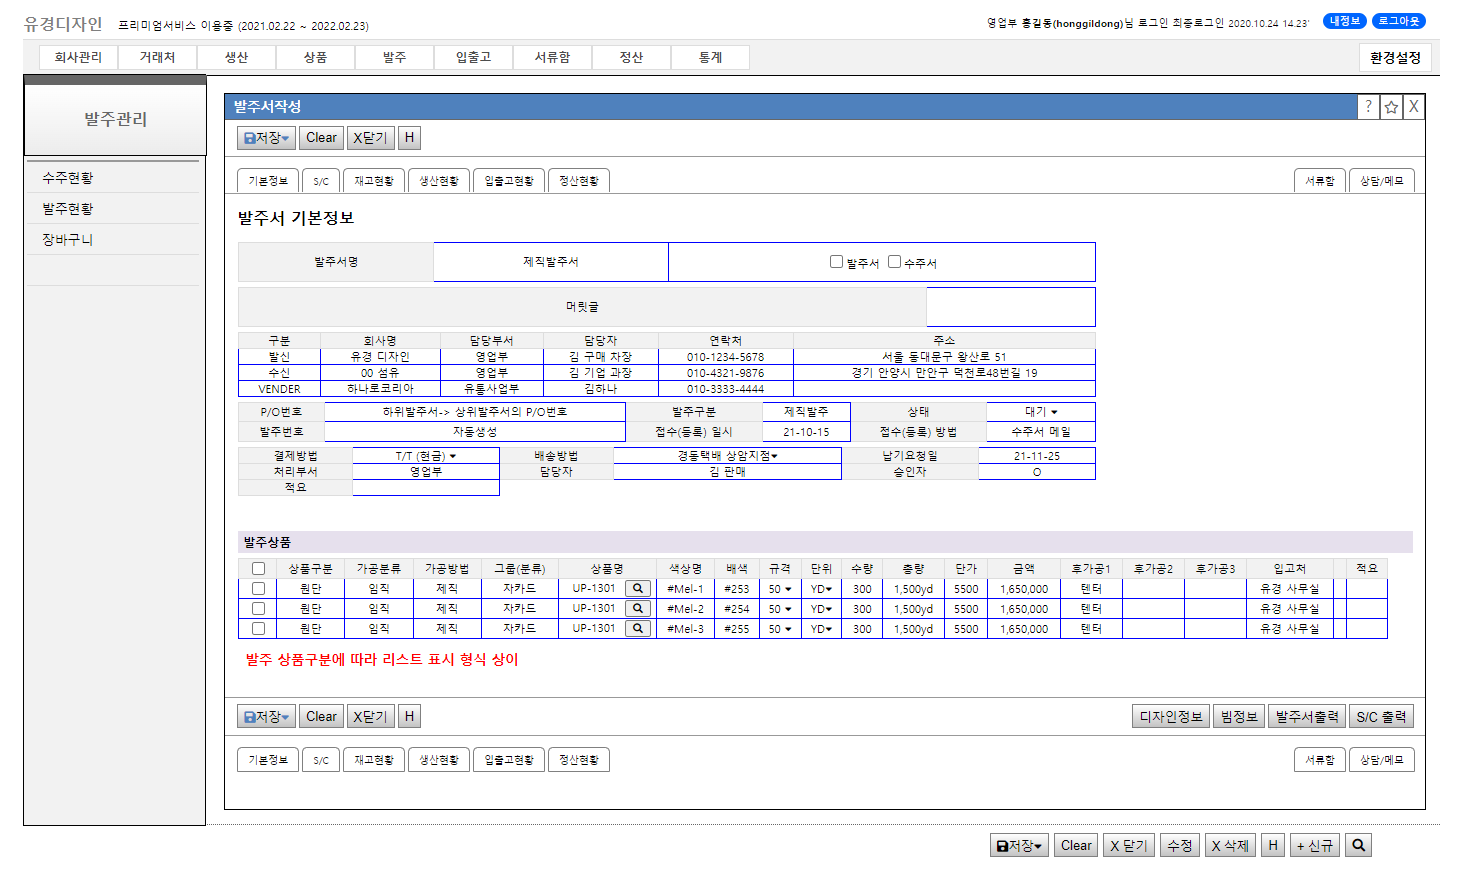 유경디자인 프리미엄서비스 이용중 (2021.02.22 ~ 2022.02.23) 영업부 홍길동(honggildong)님 로그인 최종로그인 2020.10.24 14.23' 내정보 로그아웃
회사관리 거래처 생산 상품 발주 입출고 서류함 정산 통계 환경설정
발주관리
수주현황
발주현황
장바구니
발주서작성 ? X
저장 Clear X닫기 H
기본정보 S/C 재고현황 생산현황 입출고현황 정산현황 서류함 상담/메모
발주서 기본정보
발주서명 제직발주서 발주서 수주서
머릿글
구분 회사명 담당부서 담당자 연락처 주소
발신 유경 디자인 영업부 김 구매 차장 010-1234-5678 서울 동대문구 왕산로 51
수신 00 섬유 영업부 김 기업 과장 010-4321-9876 경기 안양시 만안구 덕천로48번길 19
VENDER 하나로코리아 유통사업부 김하나 010-3333-4444
P/O번호 하위발주서-> 상위발주서의 P/O번호 발주구분 제직발주 상태 대기
발주번호 자동생성 접수(등록) 일시 21-10-15 접수(등록) 방법 수주서 메일
결제방법 T/T (현금) 배송방법 경동택배 상암지점 납기요청일 21-11-25
처리부서 영업부 담당자 김 판매 승인자 O
적요
발주상품
상품구분 가공분류 가공방법 그룹(분류) 상품명 색상명 배색 규격 단위 수량 총량 단가 금액 후가공1 후가공2 후가공3 입고처 적요
원단 임직 제직 자카드 UP-1301 #Mel-1 #253 50 YD 300 1,500yd 5500 1,650,000 텐터 유경 사무실
원단 임직 제직 자카드 UP-1301 #Mel-2 #254 50 YD 300 1,500yd 5500 1,650,000 텐터 유경 사무실
원단 임직 제직 자카드 UP-1301 #Mel-3 #255 50 YD 300 1,500yd 5500 1,650,000 텐터 유경 사무실
발주 상품구분에 따라 리스트 표시 형식 상이
저장 Clear X닫기 H 디자인정보 빔정보 발주서출력 S/C 출력
기본정보 S/C 재고현황 생산현황 입출고현황 정산현황 서류함 상담/메모
저장 Clear X 닫기 수정 X 삭제 H + 신규